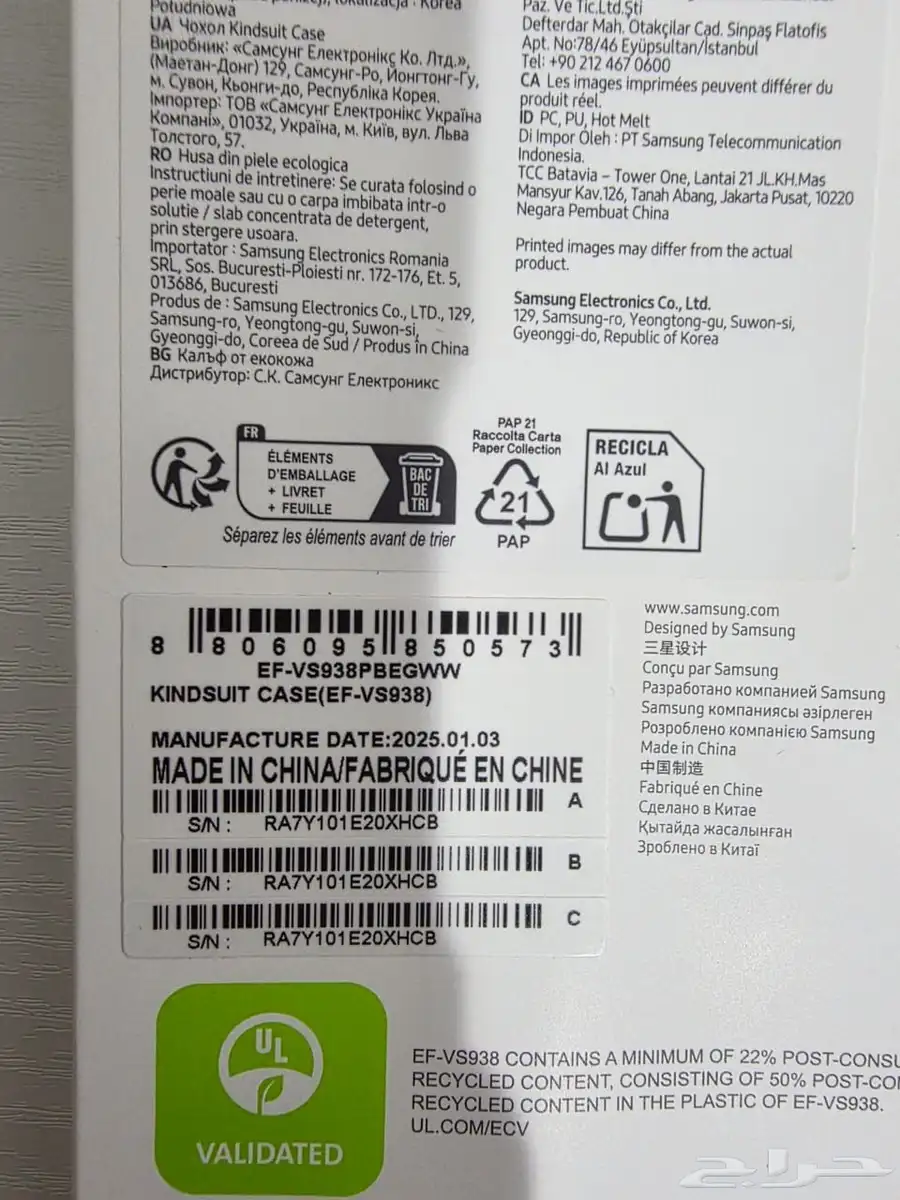 Południowa
UA Чохол Kindsuit Case
Виробник: «Самсунг Електронікс Ко. Лтд.»,
(Маетан-Донг) 129, Самсунг-Ро, Йонгтонг-Гу,
м. Сувон, Кьонги-до, Республіка Корея.
Імпортер: ТОВ «Самсунг Електронікс Україна
Компані», 01032, Україна, м. Київ, вул. Льва
Толстого, 57.
RO Husa din piele ecologica
Instructiuni de intretinere: Se curata folosind o
perie moale sau cu o carpa imbibata intr-o
solutie / slab concentrata de detergent,
prin stergere usoara.
Importator : Samsung Electronics Romania
SRL, Sos. Bucuresti-Ploiesti nr. 172-176, Et. 5,
013686, Bucuresti
Produs de : Samsung Electronics Co., LTD., 129,
Samsung-ro, Yeongtong-gu, Suwon-si,
Gyeonggi-do, Coreea de Sud / Produs in China
BG Калъф от екокожа
Дистрибутор: С.К. Самсунг Електроникс
Paz. Ve Tic.Ltd.Şti
Defterdar Mah. Otakçılar Cad. Sinpaş Flatofis
Apt. No:78/46 Eyüpsultan/İstanbul
Tel: +90 212 467 0600
CA Les images imprimées peuvent différer du
produit réel.
ID PC, PU, Hot Melt
Di Impor Oleh : PT Samsung Telecommunication
Indonesia.
TCC Batavia – Tower One, Lantai 21 JL.KH.Mas
Mansyur Kav.126, Tanah Abang, Jakarta Pusat, 10220
Negara Pembuat China
Printed images may differ from the actual
product.
Samsung Electronics Co., Ltd.
129, Samsung-ro, Yeongtong-gu, Suwon-si,
Gyeonggi-do, Republic of Korea
FR
ÉLÉMENTS
D'EMBALLAGE
+ LIVRET
+ FEUILLE
BAC
DE
TRI
Séparez les éléments avant de trier
PAP 21
Raccolta Carta
Paper Collection
21
PAP
RECICLA
Al Azul
8 806095 850573
EF-VS938PBEGWW
KINDSUIT CASE(EF-VS938)
MANUFACTURE DATE:2025.01.03
MADE IN CHINA/FABRIQUÉ EN CHINE
A
S/N : RA7Y101E20XHCB
B
S/N : RA7Y101E20XHCB
C
S/N : RA7Y101E20XHCB
www.samsung.com
Designed by Samsung
三星设计
Conçu par Samsung
Разработано компанией Samsung
Samsung компаниясы әзірлеген
Розроблено компанією Samsung
Made in China
中国制造
Fabriqué en Chine
Сделано в Китае
Қытайда жасалынған
Зроблено в Китаї
UL
VALIDATED
EF-VS938 CONTAINS A MINIMUM OF 22% POST-CONSU
RECYCLED CONTENT, CONSISTING OF 50% POST-CO
RECYCLED CONTENT IN THE PLASTIC OF EF-VS938.
UL.COM/ECV
حراج